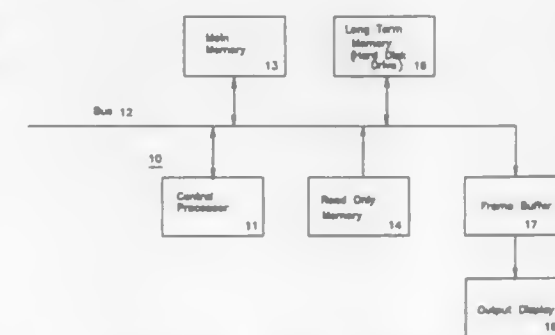 Main
Memory
13
Long Term
Memory
(Hard Disk
Drive) 16
Bus 12
10
Central
Processor
11
Read Only
Memory
14
Frame Buffer
17
Output Display